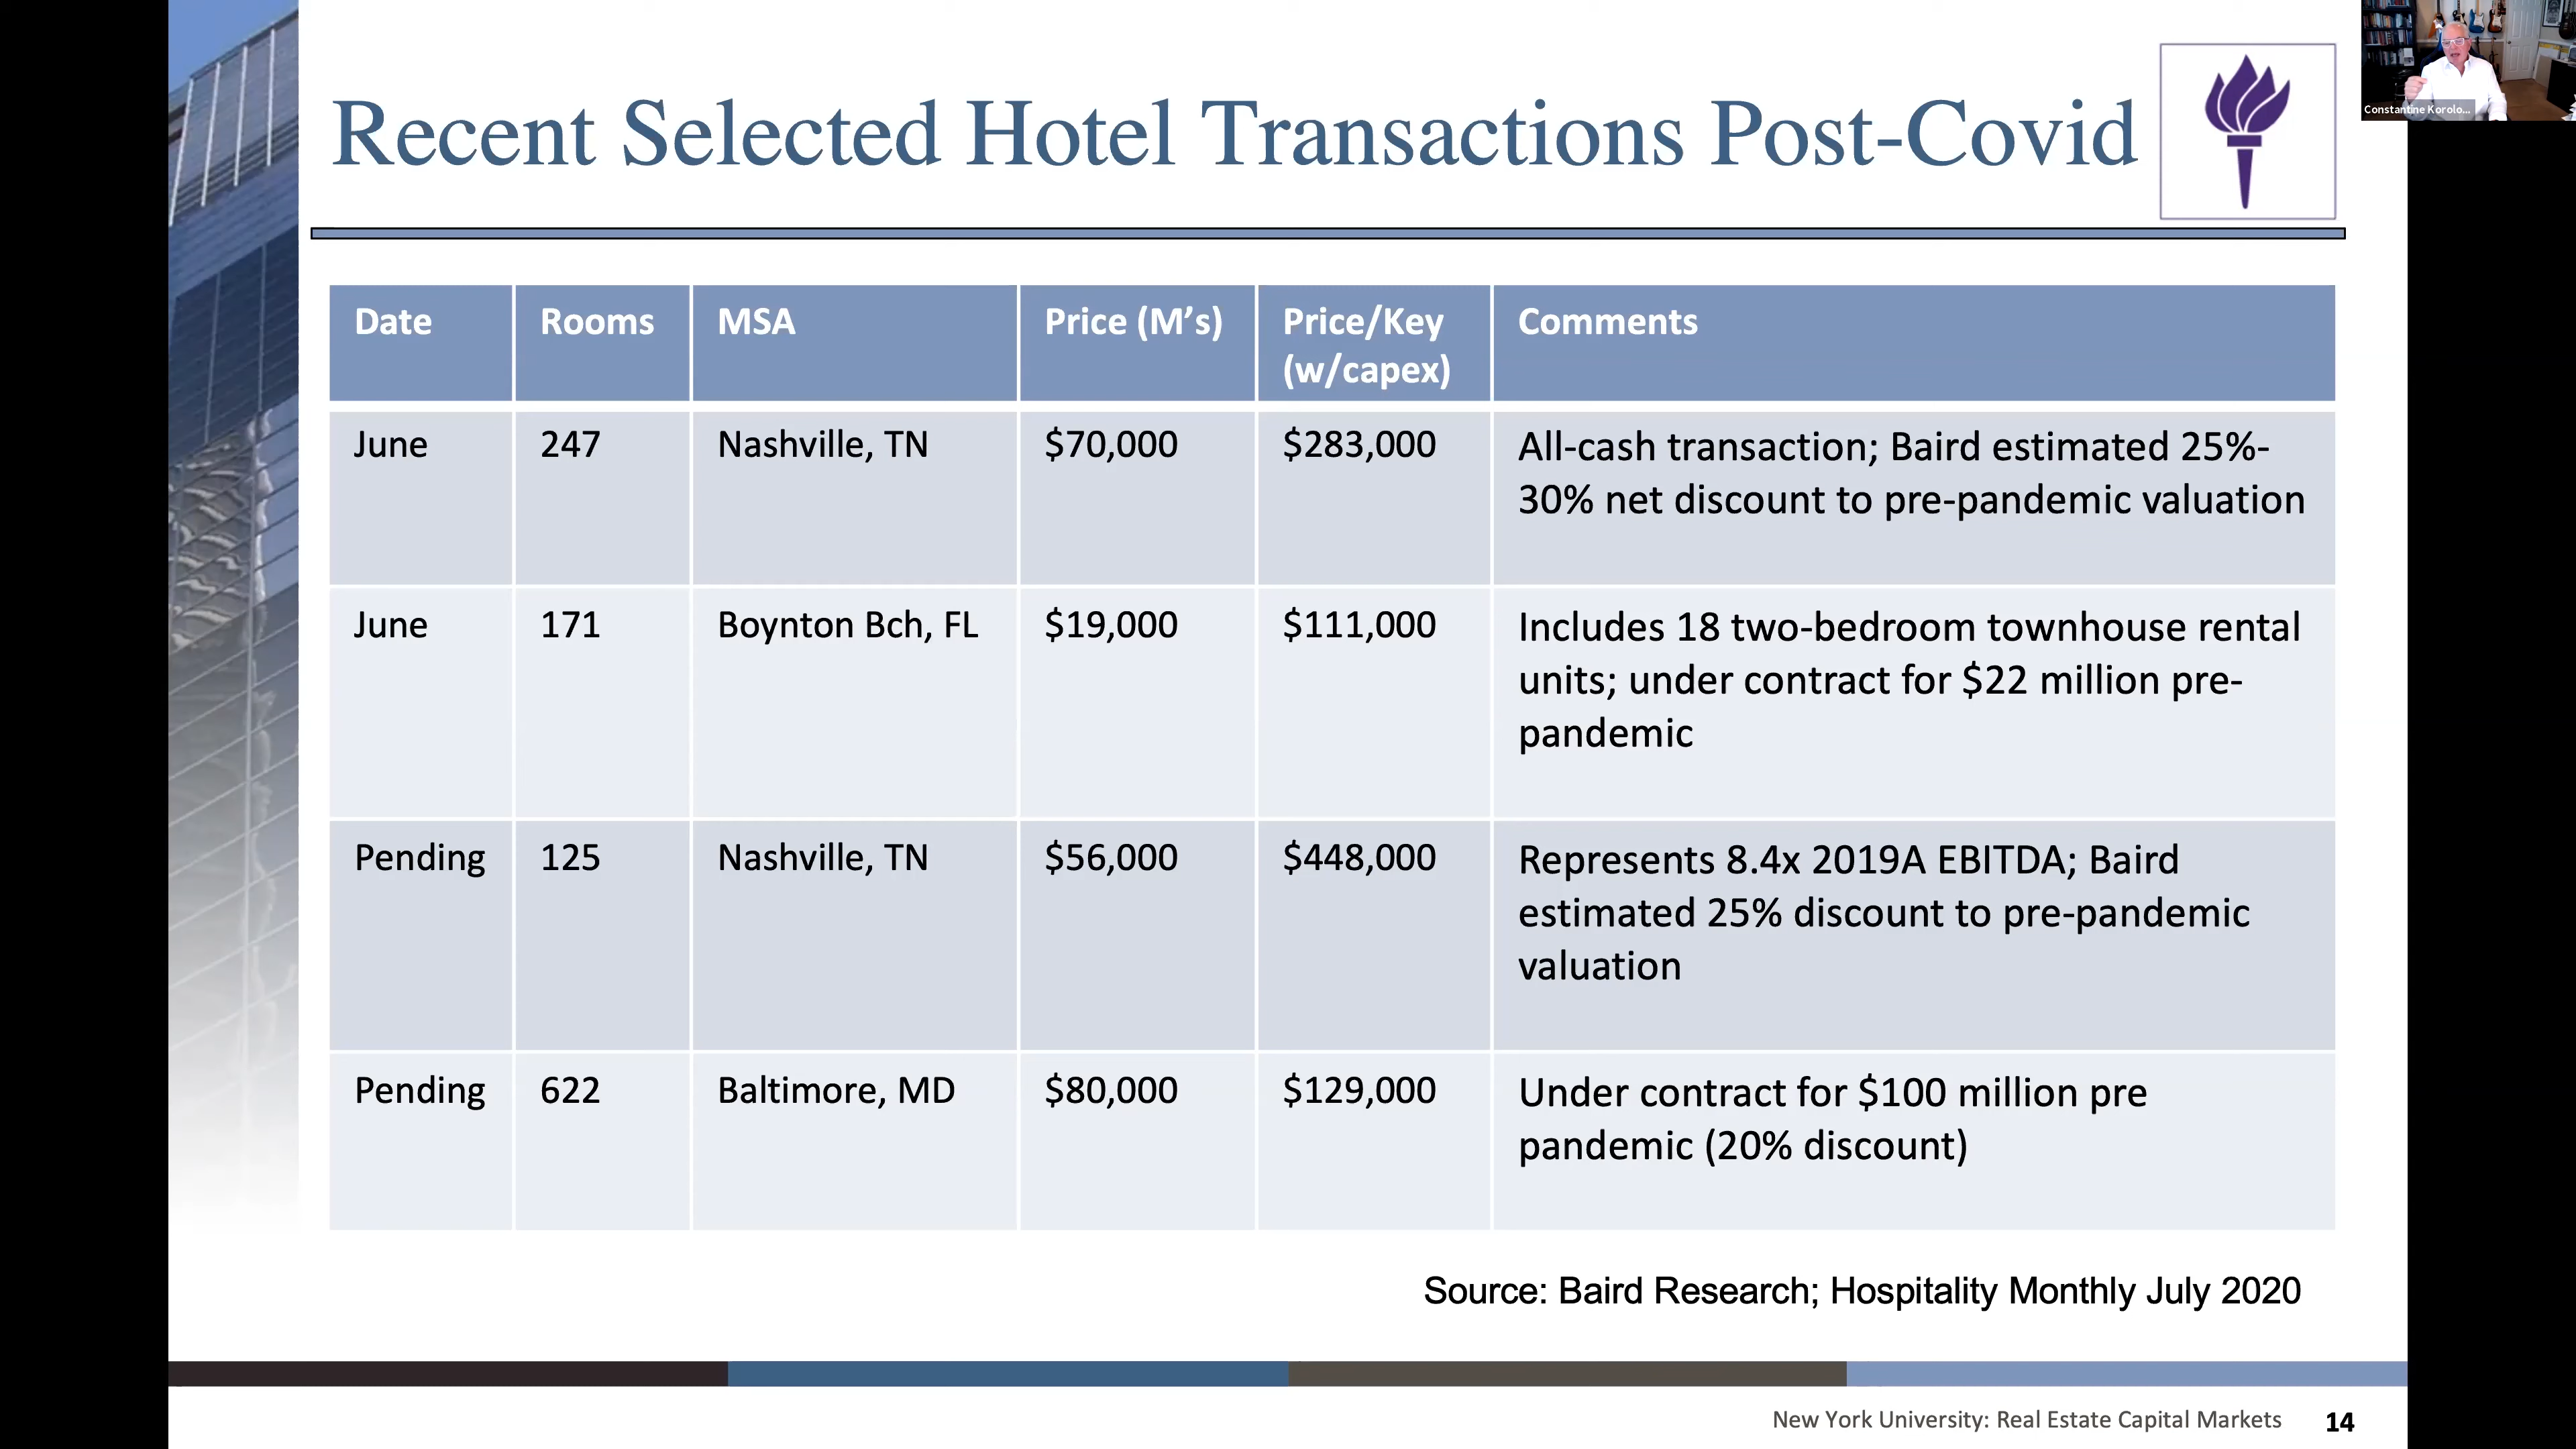 Recent Selected Hotel Transactions Post-Covid
Constantine Korolo...
Date Rooms MSA Price (M’s) Price/Key (w/capex) Comments
June 247 Nashville, TN $70,000 $283,000 All-cash transaction; Baird estimated 25%-
30% net discount to pre-pandemic valuation
June 171 Boynton Bch, FL $19,000 $111,000 Includes 18 two-bedroom townhouse rental
units; under contract for $22 million pre-
pandemic
Pending 125 Nashville, TN $56,000 $448,000 Represents 8.4x 2019A EBITDA; Baird
estimated 25% discount to pre-pandemic
valuation
Pending 622 Baltimore, MD $80,000 $129,000 Under contract for $100 million pre
pandemic (20% discount)
Source: Baird Research; Hospitality Monthly July 2020
New York University: Real Estate Capital Markets 14